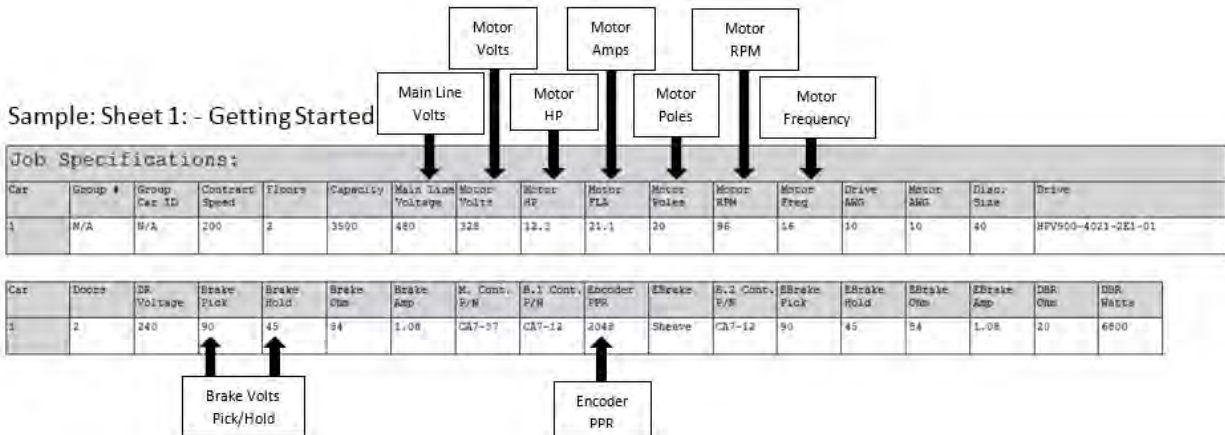 Motor Volts
Motor Amps
Motor RPM
Main Line Volts
Motor HP
Motor Poles
Motor Frequency
Sample: Sheet 1: - Getting Started
Job Specifications:
Car Group # Group Car ID Contract Speed Floors Capacity Main Line Voltage Motor Volts Motor HP Motor FLA Motor Poles Motor RPM Motor Freq Drive AWG Motor AWG Disc. Size Drive
1 N/A N/A 200 2 3500 480 328 21.1 20 96 16 10 10 40 HPV900-4021-2E1-01
Car Doors DR Voltage Brake Pick Brake Hold Brake Ohm Brake Amp M. Cont. P/N B.1 Cont. P/N Encoder PPR EBrake B.2 Cont. P/N EBrake Pick EBrake Hold EBrake Ohm EBrake Amp DBR Ohm DBR Watts
1 2 240 90 45 84 1.08 CA7-37 CA7-12 2048 Sheave CA7-12 90 45 84 1.08 20 6800
Brake Volts Pick/Hold
Encoder PPR